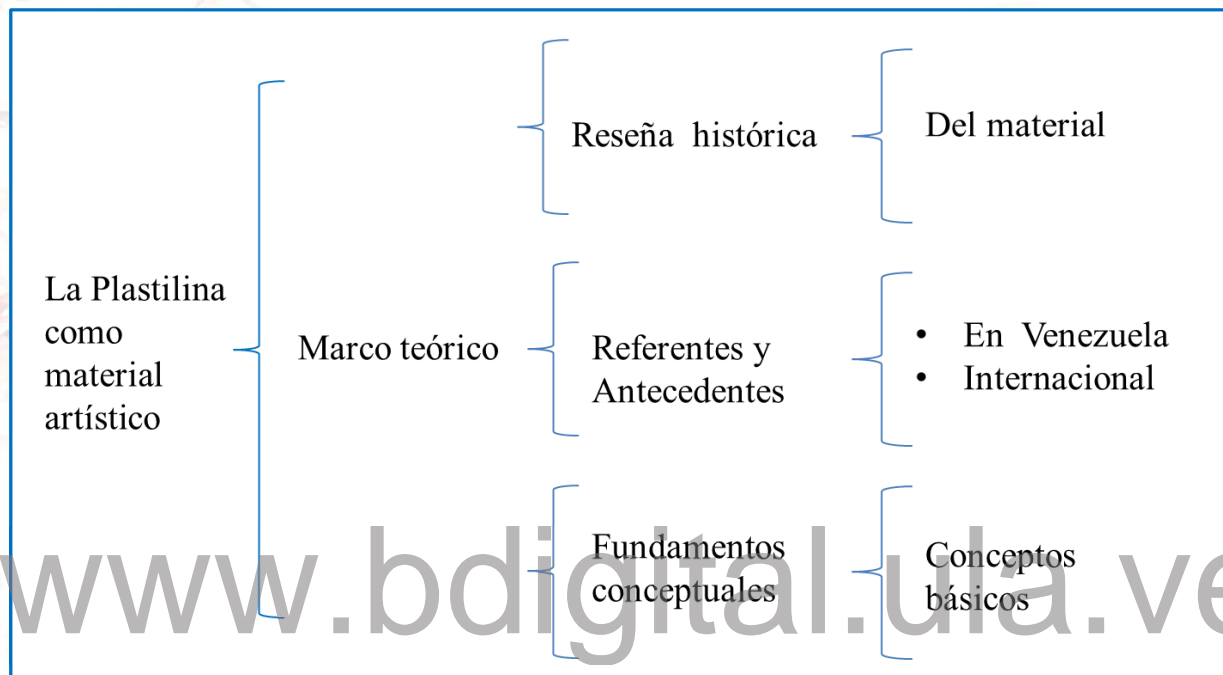 La Plastilina
como
material
artístico
Marco teórico
Reseña histórica
Del material
Referentes y
Antecedentes
• En Venezuela
• Internacional
Fundamentos
conceptuales
Conceptos
básicos
www.bdigital.ula.ve